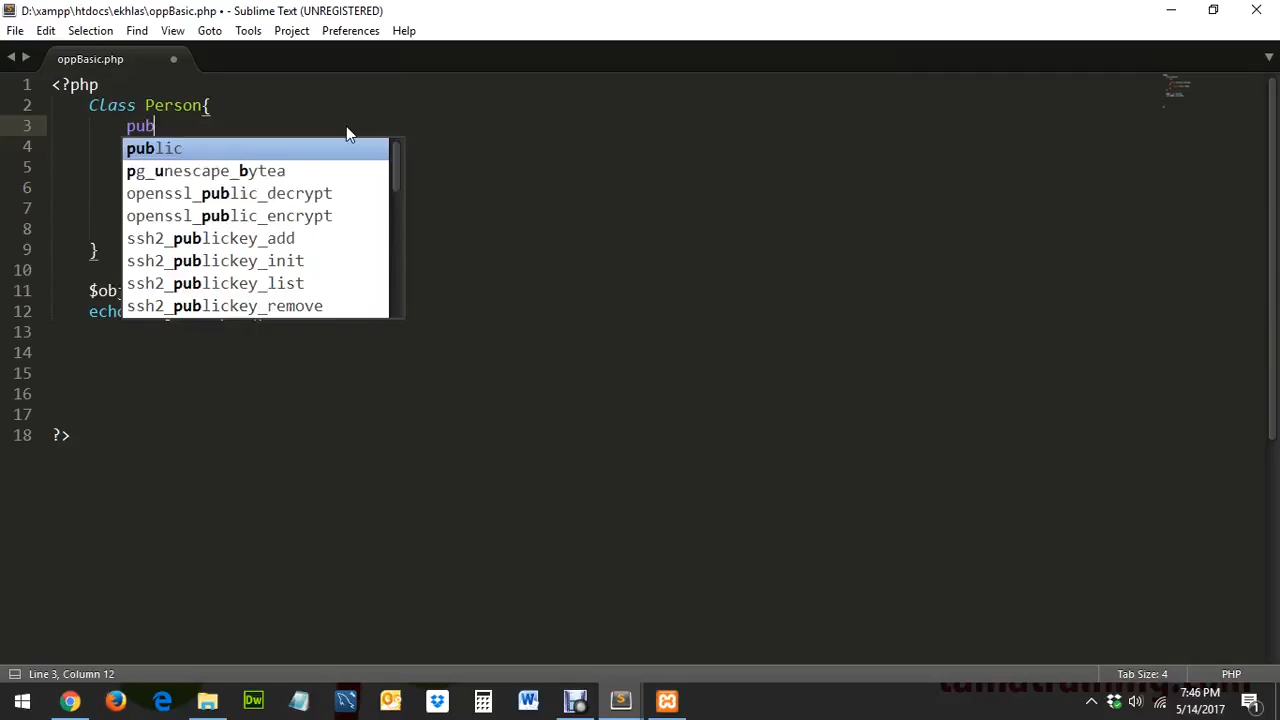 D:\xampp\htdocs\ekhlas\oppBasic.php • - Sublime Text (UNREGISTERED)
File Edit Selection Find View Goto Tools Project Preferences Help
oppBasic.php
1 <?php
2 Class Person{
3 pub
4 public
5 pg_unescape_bytea
6 openssl_public_decrypt
7 openssl_public_encrypt
8 ssh2_publickey_add
9 }
ssh2_publickey_init
10 ssh2_publickey_list
11 $obj
12 echo
ssh2_publickey_remove
13
14
15
16
17
18 ?>
Line 3, Column 12 Tab Size: 4 PHP
7:46 PM
5/14/2017